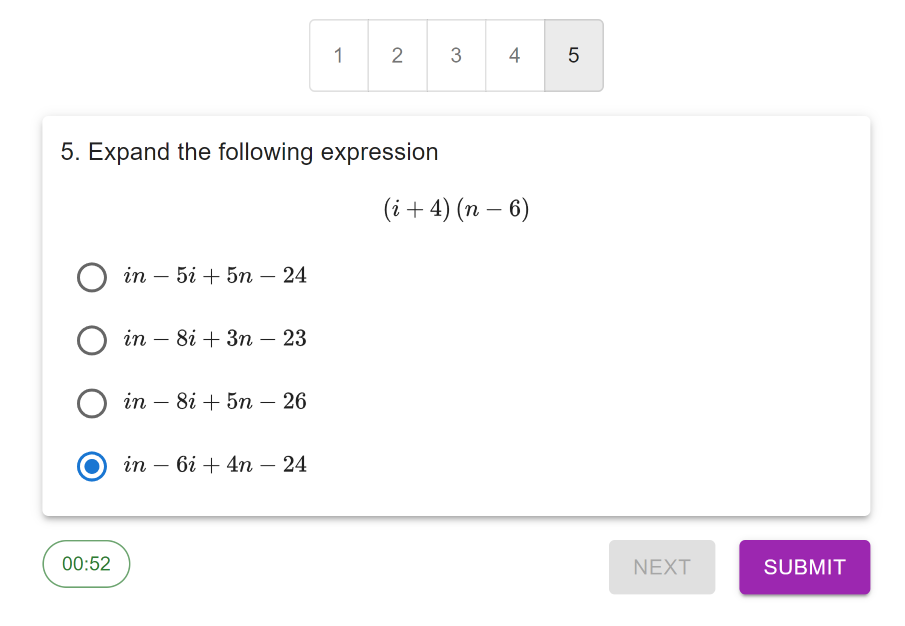 1 2 3 4 5
5. Expand the following expression
(i + 4) (n − 6)
in − 5i + 5n − 24
in − 8i + 3n − 23
in − 8i + 5n − 26
in − 6i + 4n − 24
00:52 NEXT SUBMIT